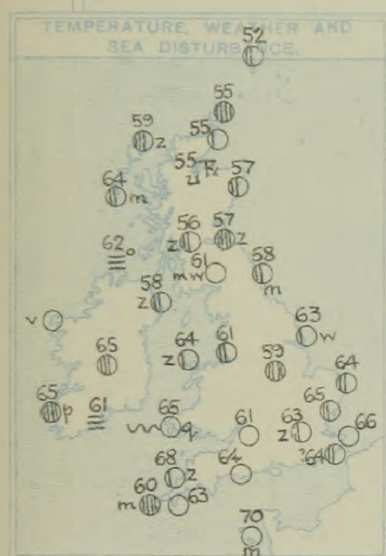 TEMPERATURE, WEATHER AND
SEA DISTURBANCE.
52
55
59 z 55
55
57
64 m
56 z 57 z
62 o 61 mw 58 m
58 z
v 63 w
64 z 61
65 59
64
65 p 61 65 q 65
61 63 z 66
?64
68 z 64
60 m 63
70
m